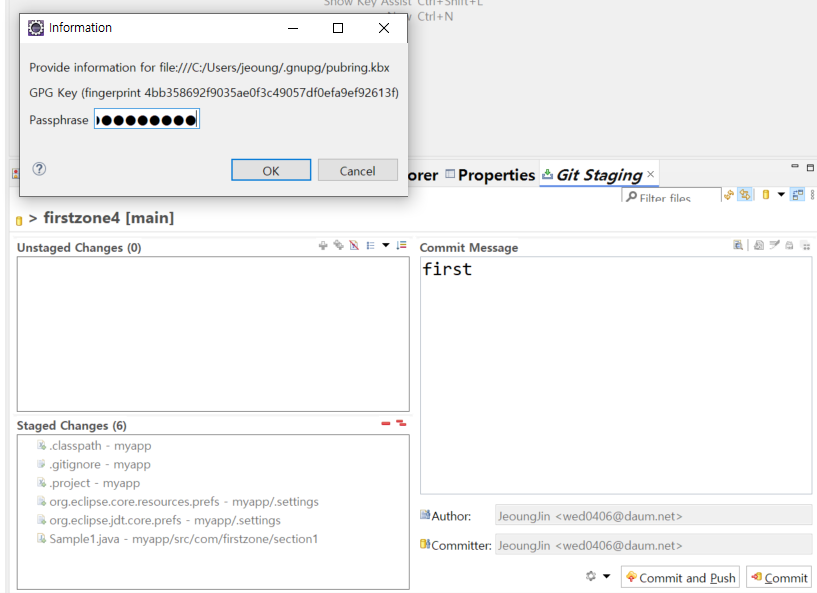 Show Key Assist Ctrl+Shift+L
Ctrl+N
Information
Provide information for file:///C:/Users/jeoung/.gnupg/pubring.kbx
GPG Key (fingerprint 4bb358692f9035ae0f3c49057df0efa9ef92613f)
Passphrase
OK
Cancel
orer
Properties
Git Staging
Filter files
> firstzone4 [main]
Unstaged Changes (0)
Commit Message
first
Staged Changes (6)
.classpath - myapp
.gitignore - myapp
.project - myapp
org.eclipse.core.resources.prefs - myapp/.settings
org.eclipse.jdt.core.prefs - myapp/.settings
Sample1.java - myapp/src/com/firstzone/section1
Author:
JeoungJin <wed0406@daum.net>
Committer:
JeoungJin <wed0406@daum.net>
Commit and Push
Commit